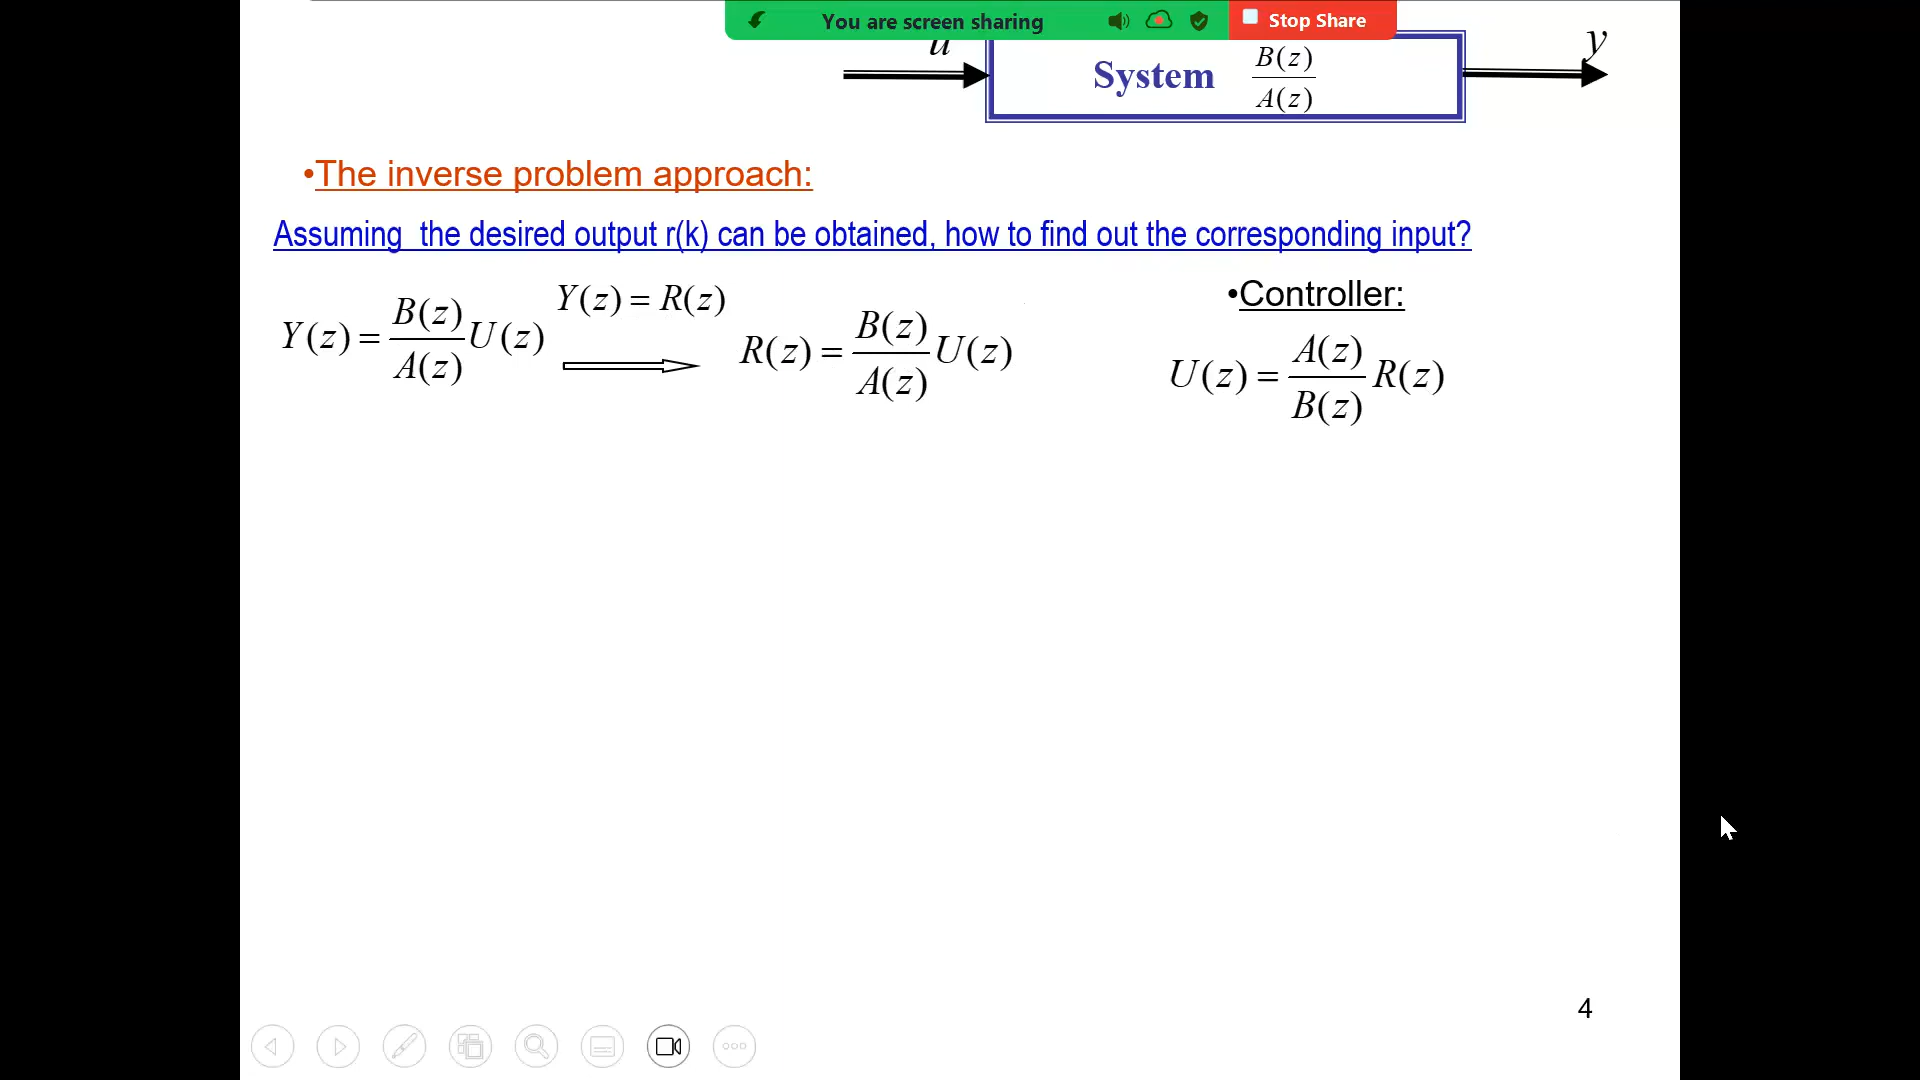 You are screen sharing
Stop Share
u
System B(z)/A(z)
y
•The inverse problem approach:
Assuming the desired output r(k) can be obtained, how to find out the corresponding input?
•Controller:
Y(z) = B(z)/A(z) U(z)
Y(z) = R(z)
R(z) = B(z)/A(z) U(z)
U(z) = A(z)/B(z) R(z)
4